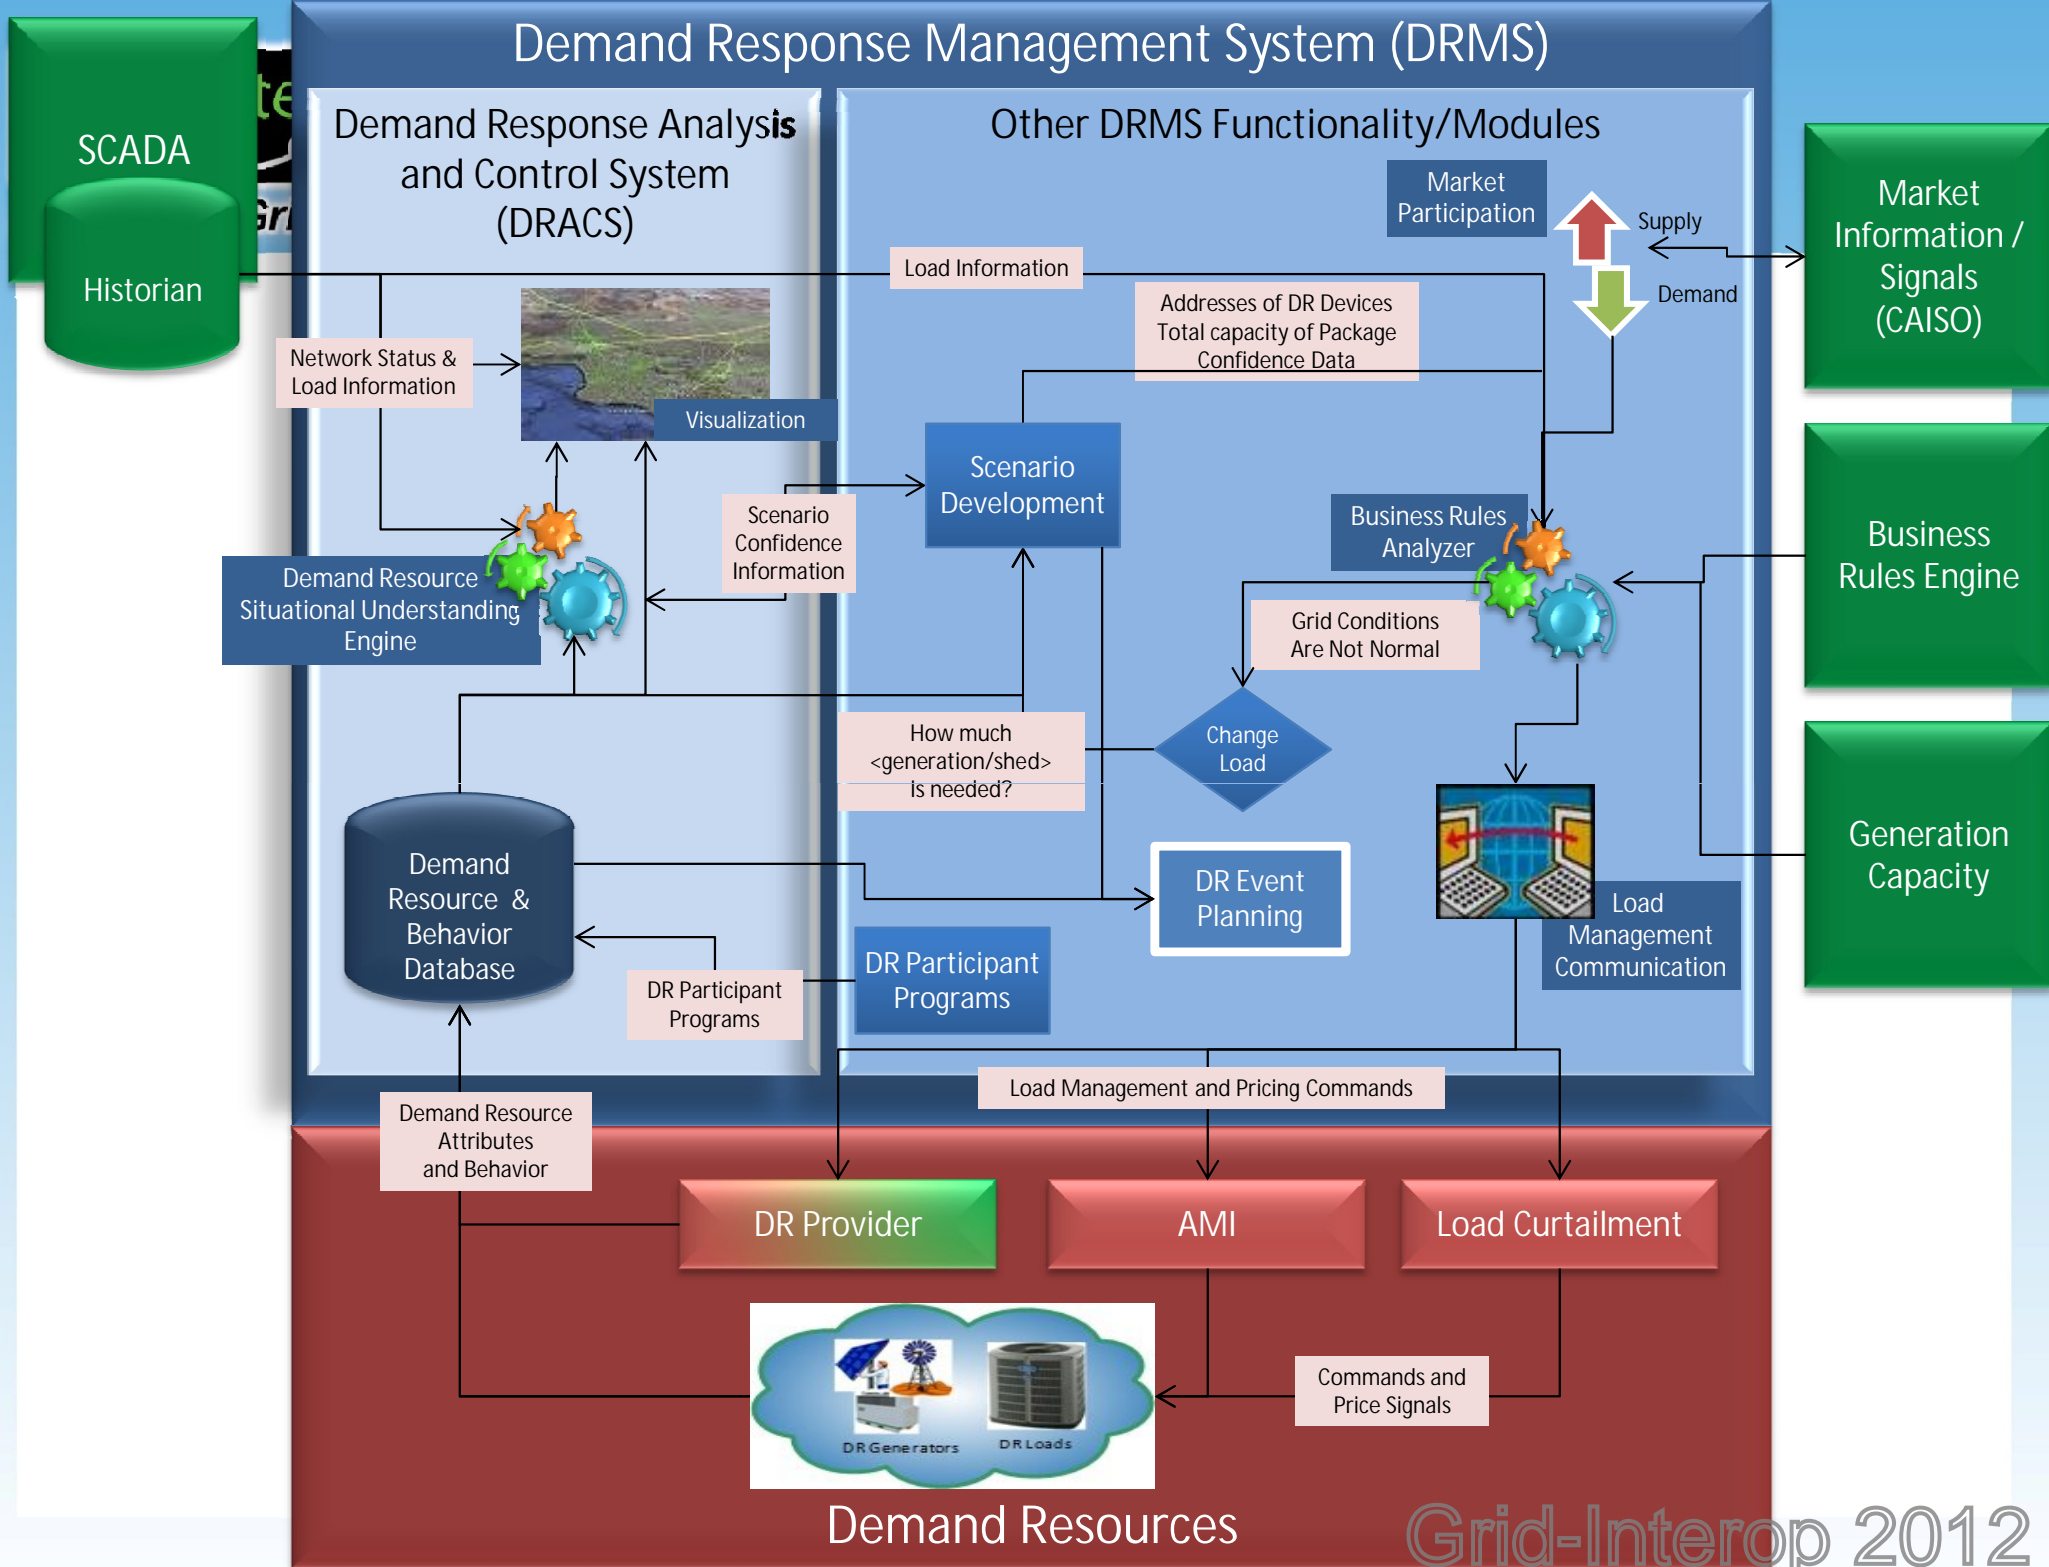 Demand Response Management System (DRMS)
SCADA
Historian
Demand Response Analysis
and Control System
(DRACS)
Other DRMS Functionality/Modules
Market
Participation
Supply
Demand
Market
Information /
Signals
(CAISO)
Load Information
Addresses of DR Devices
Total capacity of Package
Confidence Data
Network Status &
Load Information
Visualization
Scenario
Development
Scenario
Confidence
Information
Business Rules
Analyzer
Business
Rules Engine
Demand Resource
Situational Understanding
Engine
Grid Conditions
Are Not Normal
How much
<generation/shed>
is needed?
Change
Load
Generation
Capacity
Demand
Resource &
Behavior
Database
DR Event
Planning
Load
Management
Communication
DR Participant
Programs
DR Participant
Programs
Load Management and Pricing Commands
Demand Resource
Attributes
and Behavior
DR Provider
AMI
Load Curtailment
Commands and
Price Signals
DR Generators
DR Loads
Demand Resources
Grid-Interop 2012